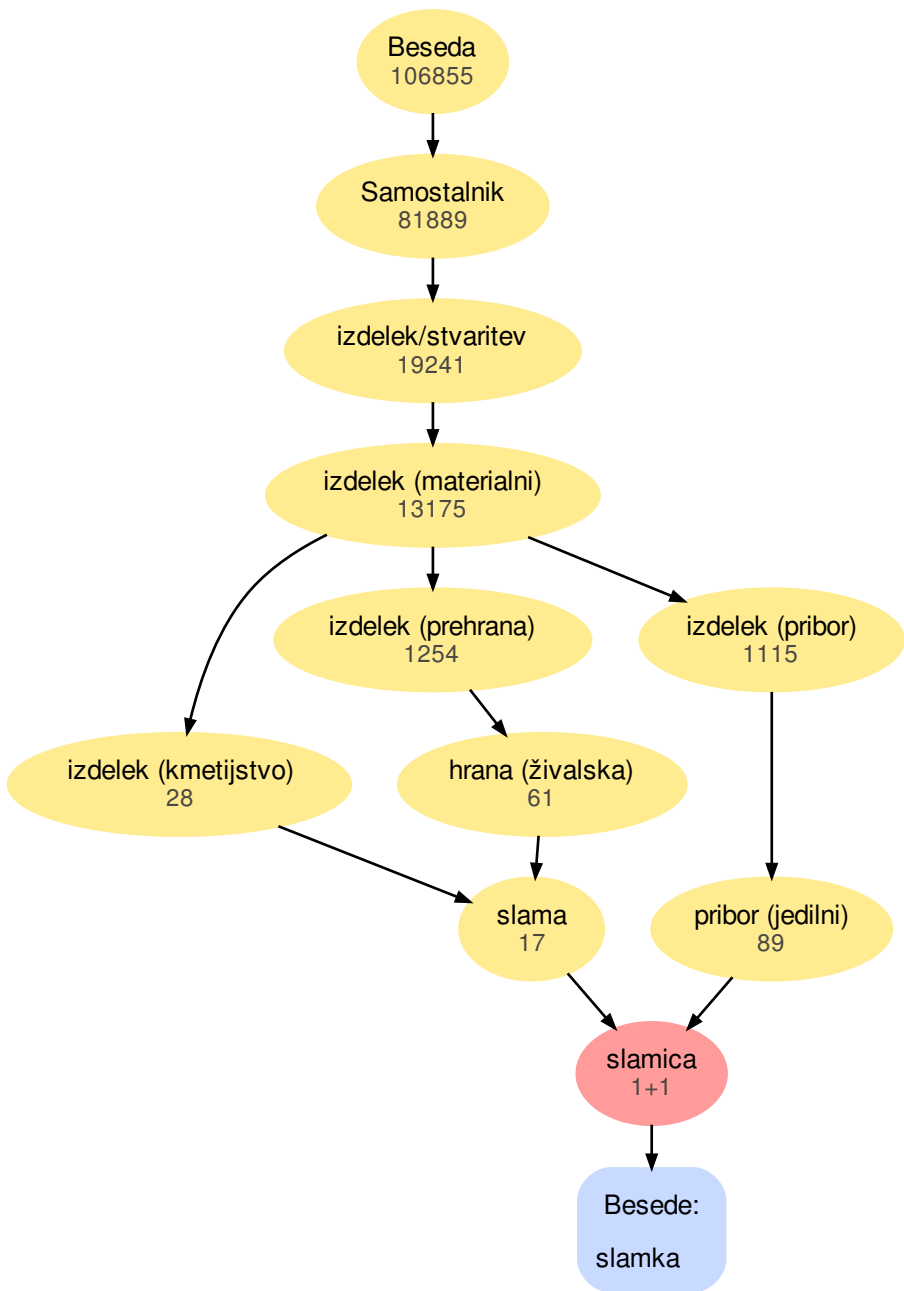 Beseda
106855
Samostalnik
81889
izdelek/stvaritev
19241
izdelek (materialni)
13175
izdelek (prehrana)
1254
izdelek (pribor)
1115
izdelek (kmetijstvo)
28
hrana (živalska)
61
slama
17
pribor (jedilni)
89
slamica
1+1
Besede:
slamka